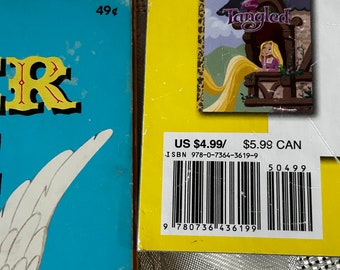 49¢
ER
Tangled
US $4.99/ $5.99 CAN
ISBN 978-0-7364-3619-9
50499
9 780736 436199